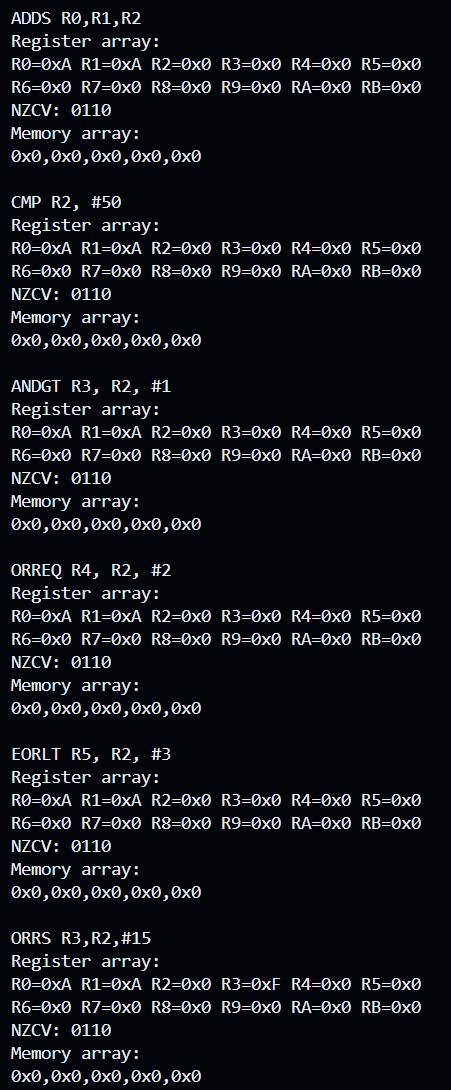 ADDS R0,R1,R2
Register array:
R0=0xA R1=0xA R2=0x0 R3=0x0 R4=0x0 R5=0x0
R6=0x0 R7=0x0 R8=0x0 R9=0x0 RA=0x0 RB=0x0
NZCV: 0110
Memory array:
0x0,0x0,0x0,0x0,0x0
CMP R2, #50
Register array:
R0=0xA R1=0xA R2=0x0 R3=0x0 R4=0x0 R5=0x0
R6=0x0 R7=0x0 R8=0x0 R9=0x0 RA=0x0 RB=0x0
NZCV: 0110
Memory array:
0x0,0x0,0x0,0x0,0x0
ANDGT R3, R2, #1
Register array:
R0=0xA R1=0xA R2=0x0 R3=0x0 R4=0x0 R5=0x0
R6=0x0 R7=0x0 R8=0x0 R9=0x0 RA=0x0 RB=0x0
NZCV: 0110
Memory array:
0x0,0x0,0x0,0x0,0x0
ORREQ R4, R2, #2
Register array:
R0=0xA R1=0xA R2=0x0 R3=0x0 R4=0x0 R5=0x0
R6=0x0 R7=0x0 R8=0x0 R9=0x0 RA=0x0 RB=0x0
NZCV: 0110
Memory array:
0x0,0x0,0x0,0x0,0x0
EORLT R5, R2, #3
Register array:
R0=0xA R1=0xA R2=0x0 R3=0x0 R4=0x0 R5=0x0
R6=0x0 R7=0x0 R8=0x0 R9=0x0 RA=0x0 RB=0x0
NZCV: 0110
Memory array:
0x0,0x0,0x0,0x0,0x0
ORRS R3,R2,#15
Register array:
R0=0xA R1=0xA R2=0x0 R3=0xF R4=0x0 R5=0x0
R6=0x0 R7=0x0 R8=0x0 R9=0x0 RA=0x0 RB=0x0
NZCV: 0110
Memory array:
0x0,0x0,0x0,0x0,0x0